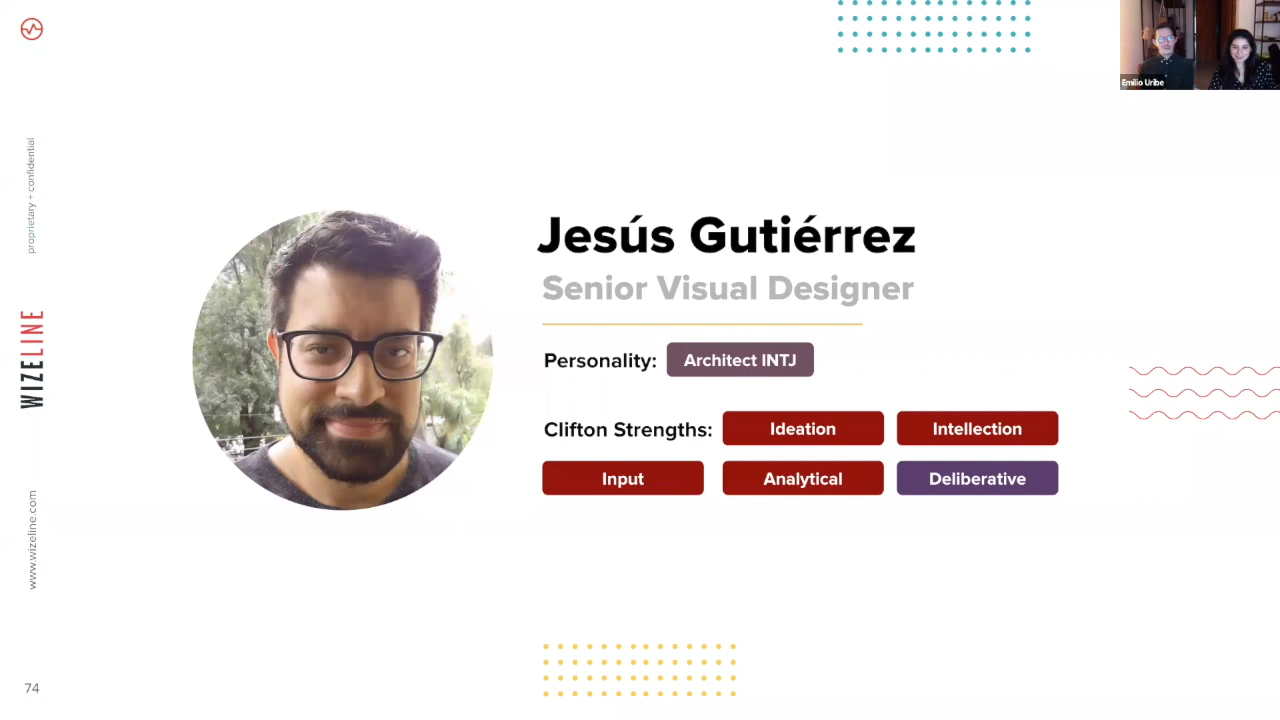 Emilio Uribe
proprietary + confidential
WIZELINE
www.wizeline.com
74
Jesús Gutiérrez
Senior Visual Designer
Personality: Architect INTJ
Clifton Strengths: Ideation Intellection
Input Analytical Deliberative